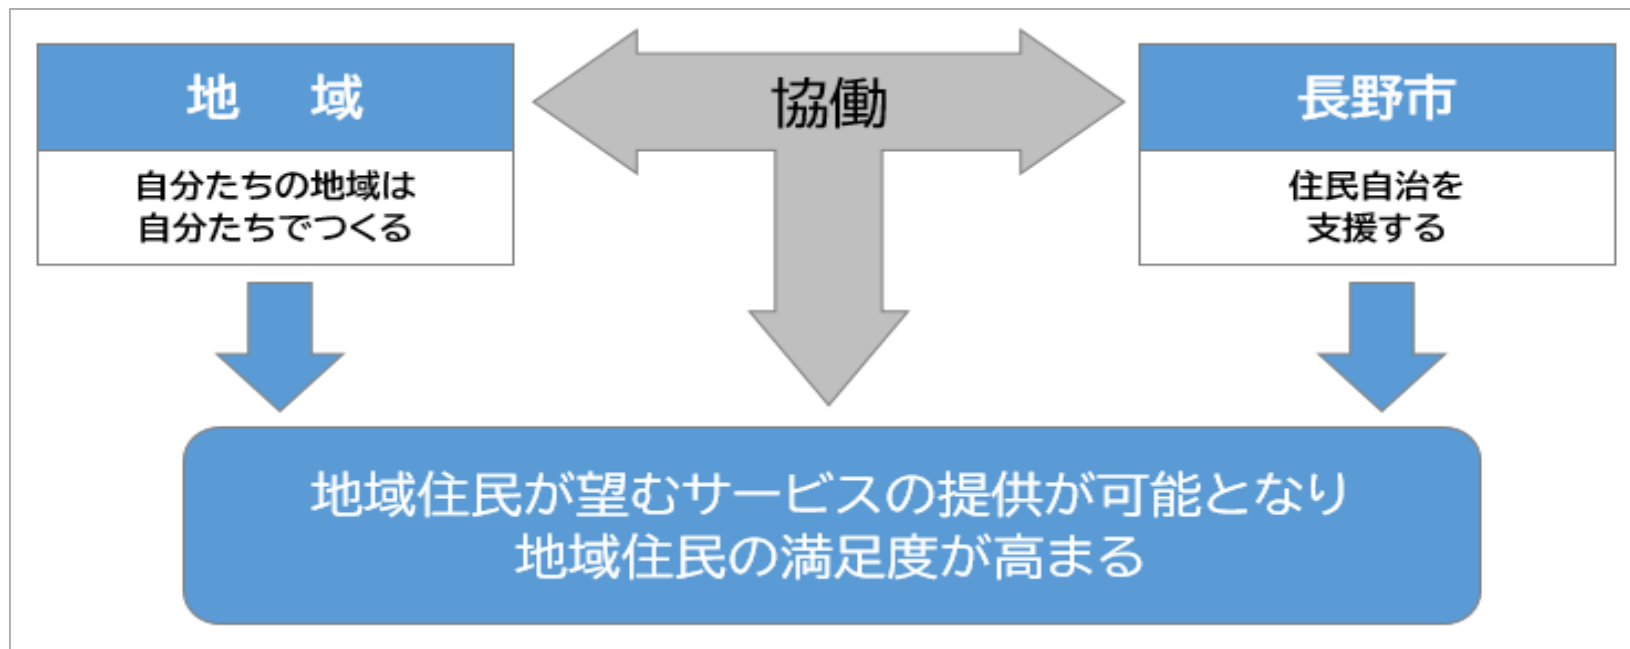 地　域
協働
長野市
自分たちの地域は
自分たちでつくる
住民自治を
支援する
地域住民が望むサービスの提供が可能となり
地域住民の満足度が高まる